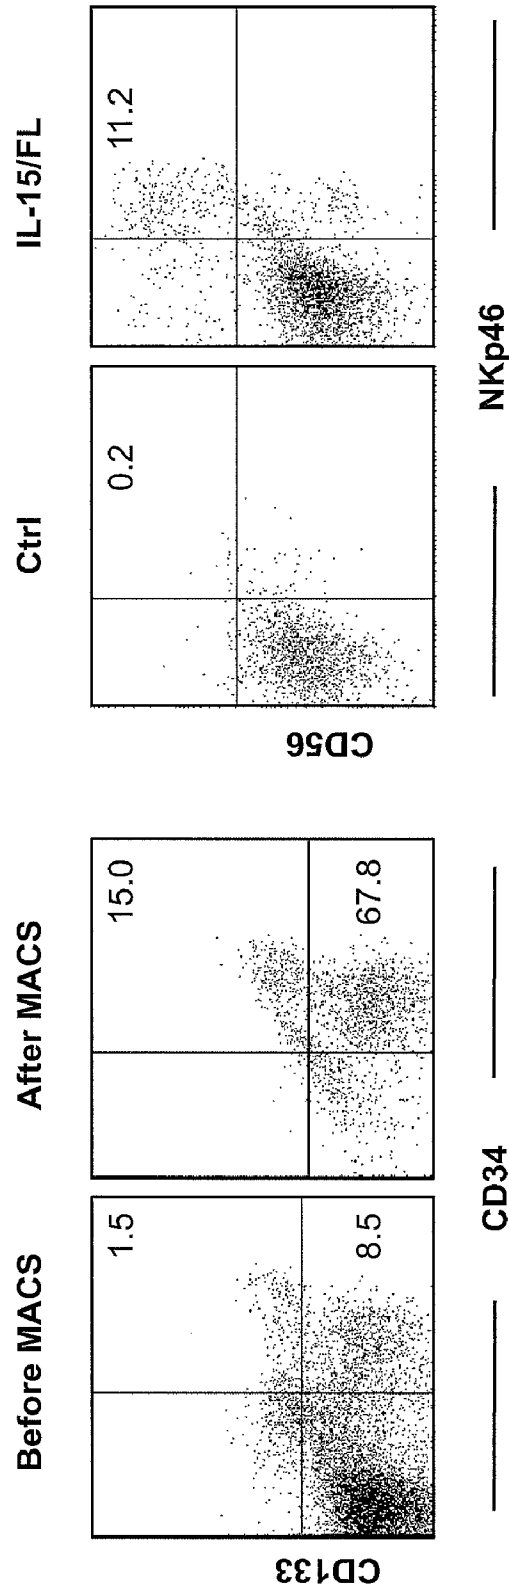 Before MACS
After MACS
Ctrl
IL-15/FL
1.5
15.0
0.2
11.2
8.5
67.8
CD133
CD56
CD34
NKp46